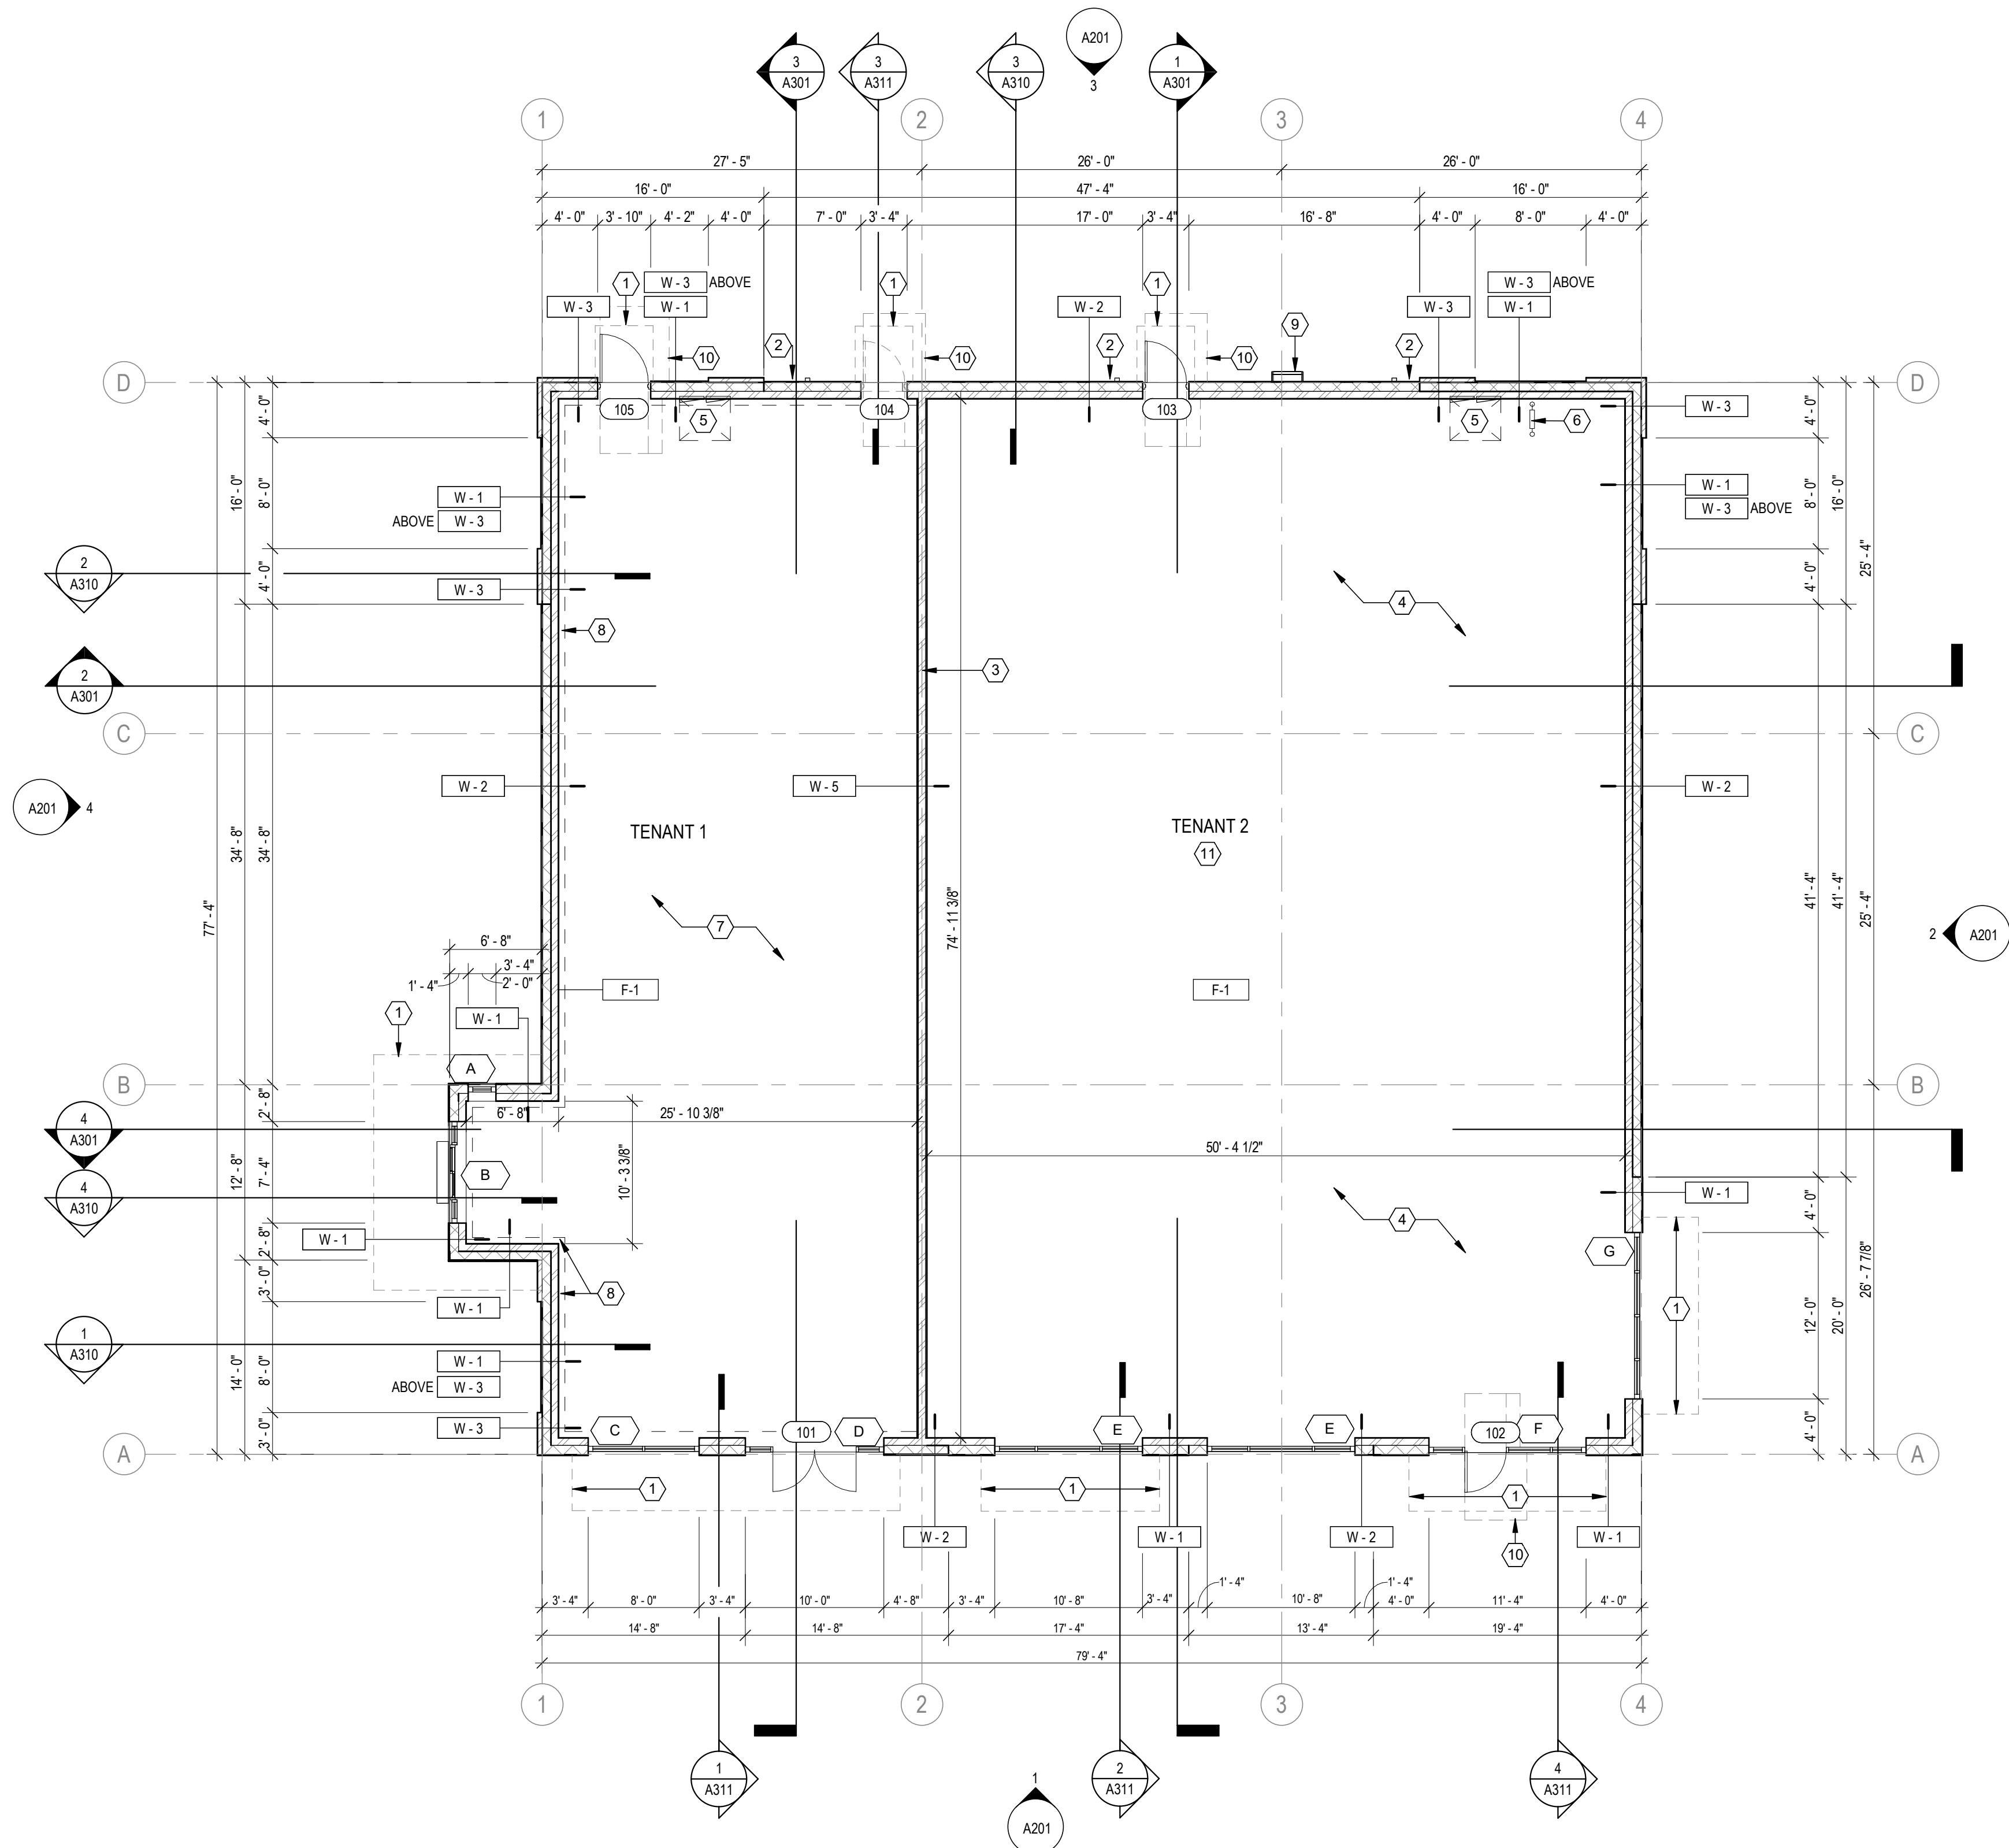 A201
3
3
A301
3
A311
3
A310
1
A301
1
2
3
4
27' - 5"
26' - 0"
26' - 0"
16' - 0"
47' - 4"
16' - 0"
4' - 0"
3' - 10"
4' - 2"
4' - 0"
7' - 0"
3' - 4"
17' - 0"
3' - 4"
16' - 8"
4' - 0"
8' - 0"
4' - 0"
1
W - 3 ABOVE
1
1
W - 3 ABOVE
W - 3
W - 1
W - 2
W - 3
W - 1
9
2
10
10
2
10
2
D
D
105
104
103
5
5
6
W - 3
4' - 0"
4' - 0"
W - 1
ABOVE W - 3
W - 1
W - 3 ABOVE
16' - 0"
8' - 0"
8' - 0"
16' - 0"
25' - 4"
2
A310
W - 3
4' - 0"
4' - 0"
4
8
3
2
A301
C
C
W - 2
W - 5
W - 2
A201
4
TENANT 1
TENANT 2
11
77' - 4"
34' - 8"
34' - 8"
74' - 11 3/8"
41' - 4"
41' - 4"
25' - 4"
7
2
A201
6' - 8"
3' - 4"
1' - 4"
2' - 0"
F-1
F-1
1
W - 1
A
B
B
2' - 8"
6' - 8"
25' - 10 3/8"
4
A301
50' - 4 1/2"
12' - 8"
7' - 4"
B
10' - 3 3/8"
4
A310
W - 1
4' - 0"
4
W - 1
2' - 8"
G
3' - 0"
8
W - 1
1
12' - 0"
20' - 0"
26' - 7 7/8"
1
A310
W - 1
ABOVE W - 3
14' - 0"
8' - 0"
W - 3
3' - 0"
4' - 0"
C
101
D
E
E
102
F
A
A
1
1
1
W - 2
W - 1
W - 2
W - 1
10
1' - 4"
1' - 4"
3' - 4"
8' - 0"
3' - 4"
10' - 0"
4' - 8"
3' - 4"
10' - 8"
3' - 4"
10' - 8"
4' - 0"
11' - 4"
4' - 0"
14' - 8"
14' - 8"
17' - 4"
13' - 4"
19' - 4"
79' - 4"
1
2
3
4
1
A311
2
A311
4
A311
1
A201